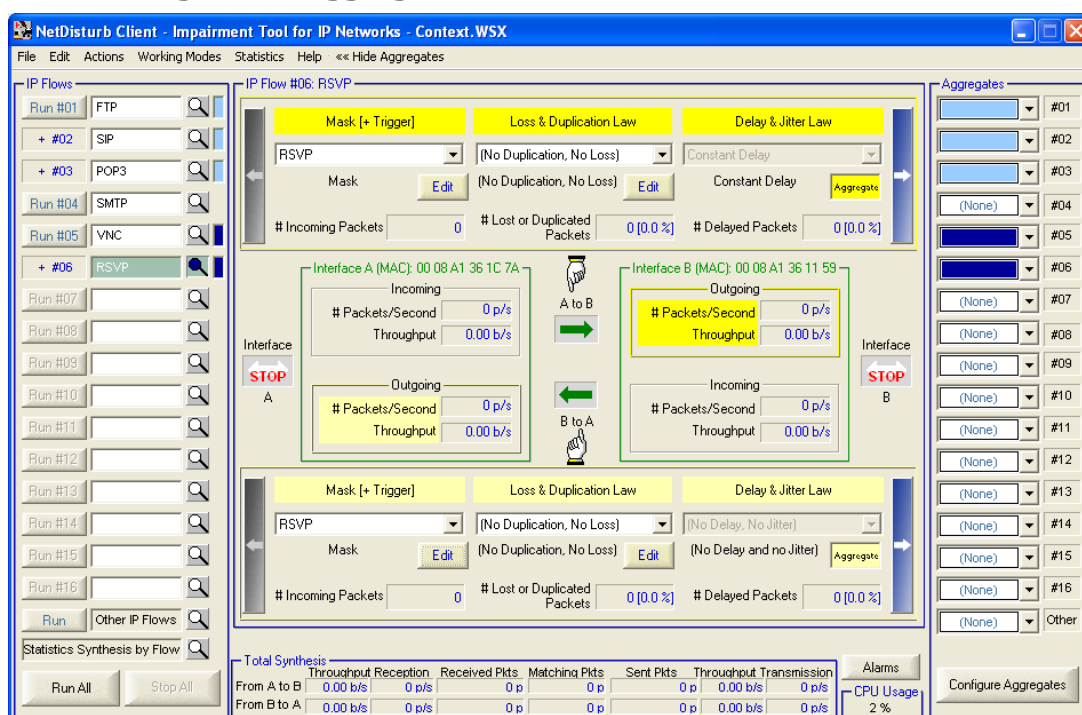 NetDisturb Client - Impairment Tool for IP Networks - Context.WSX
File Edit Actions Working Modes Statistics Help «« Hide Aggregates
IP Flows
Run #01 FTP
+ #02 SIP
+ #03 POP3
Run #04 SMTP
Run #05 VNC
+ #06 RSVP
Run #07
Run #08
Run #09
Run #10
Run #11
Run #12
Run #13
Run #14
Run #15
Run #16
Run Other IP Flows
Statistics Synthesis by Flow
Run All Stop All
IP Flow #06: RSVP
Mask [+ Trigger] Loss & Duplication Law Delay & Jitter Law
RSVP (No Duplication, No Loss) Constant Delay
Mask Edit (No Duplication, No Loss) Edit Constant Delay Aggregate
# Incoming Packets 0 # Lost or Duplicated Packets 0 [0.0 %] # Delayed Packets 0 [0.0 %]
Interface A (MAC): 00 08 A1 36 1C 7A
Incoming
# Packets/Second 0 p/s
Throughput 0.00 b/s
Interface
STOP
A
Outgoing
# Packets/Second 0 p/s
Throughput 0.00 b/s
A to B
B to A
Interface B (MAC): 00 08 A1 36 11 59
Outgoing
# Packets/Second 0 p/s
Throughput 0.00 b/s
Interface
STOP
B
Incoming
# Packets/Second 0 p/s
Throughput 0.00 b/s
Mask [+ Trigger] Loss & Duplication Law Delay & Jitter Law
RSVP (No Duplication, No Loss) (No Delay, No Jitter)
Mask Edit (No Duplication, No Loss) Edit (No Delay and no Jitter) Aggregate
# Incoming Packets 0 # Lost or Duplicated Packets 0 [0.0 %] # Delayed Packets 0 [0.0 %]
Total Synthesis
Throughput Reception Received Pkts Matching Pkts Sent Pkts Throughput Transmission
From A to B 0.00 b/s 0 p/s 0 p 0 p 0 p 0.00 b/s 0 p/s
From B to A 0.00 b/s 0 p/s 0 p 0 p 0 p 0.00 b/s 0 p/s
Alarms
CPU Usage
2 %
Aggregates
#01
#02
#03
(None) #04
#05
#06
(None) #07
(None) #08
(None) #09
(None) #10
(None) #11
(None) #12
(None) #13
(None) #14
(None) #15
(None) #16
(None) Other
Configure Aggregates